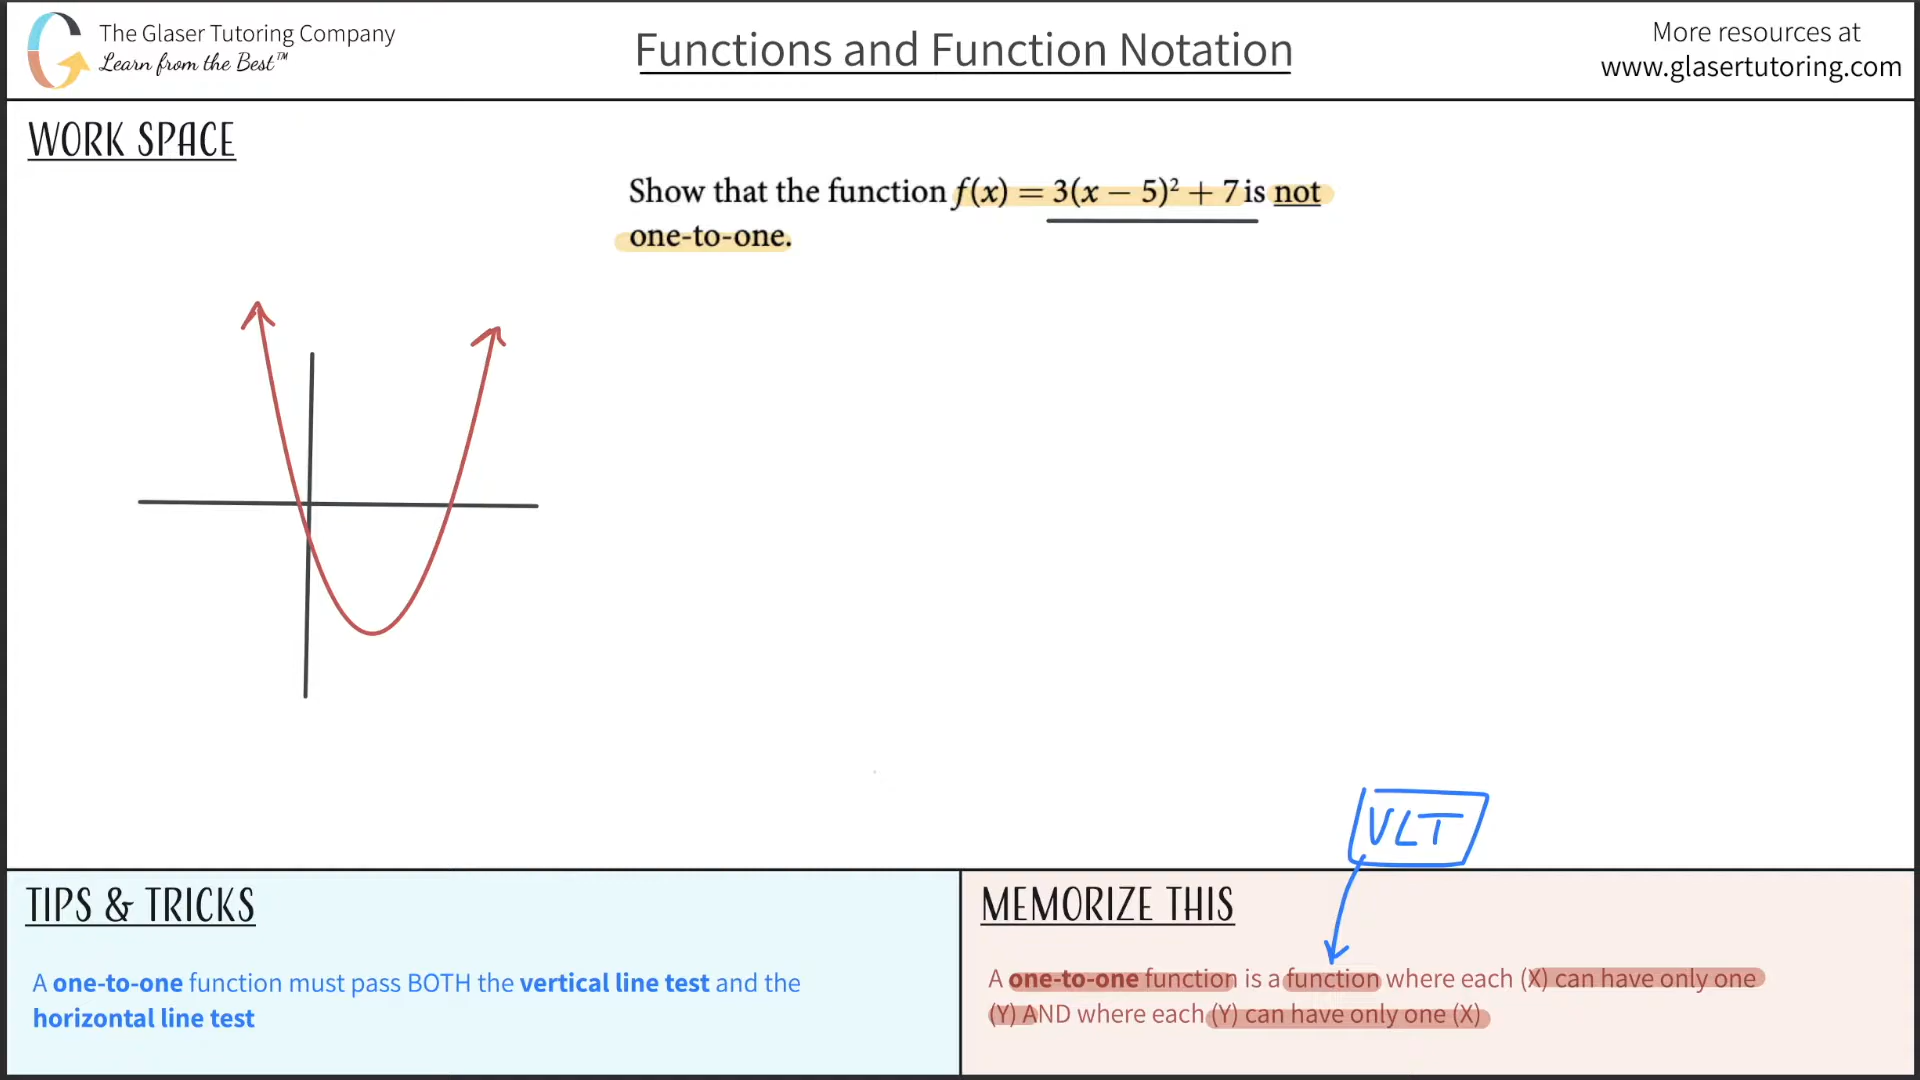 The Glaser Tutoring Company
Learn from the Best™
Functions and Function Notation
More resources at
www.glasertutoring.com
WORK SPACE
Show that the function f(x) = 3(x − 5)² + 7 is not
one-to-one.
VLT
TIPS & TRICKS
A one-to-one function must pass BOTH the vertical line test and the
horizontal line test
MEMORIZE THIS
A one-to-one function is a function where each (X) can have only one
(Y) AND where each (Y) can have only one (X)